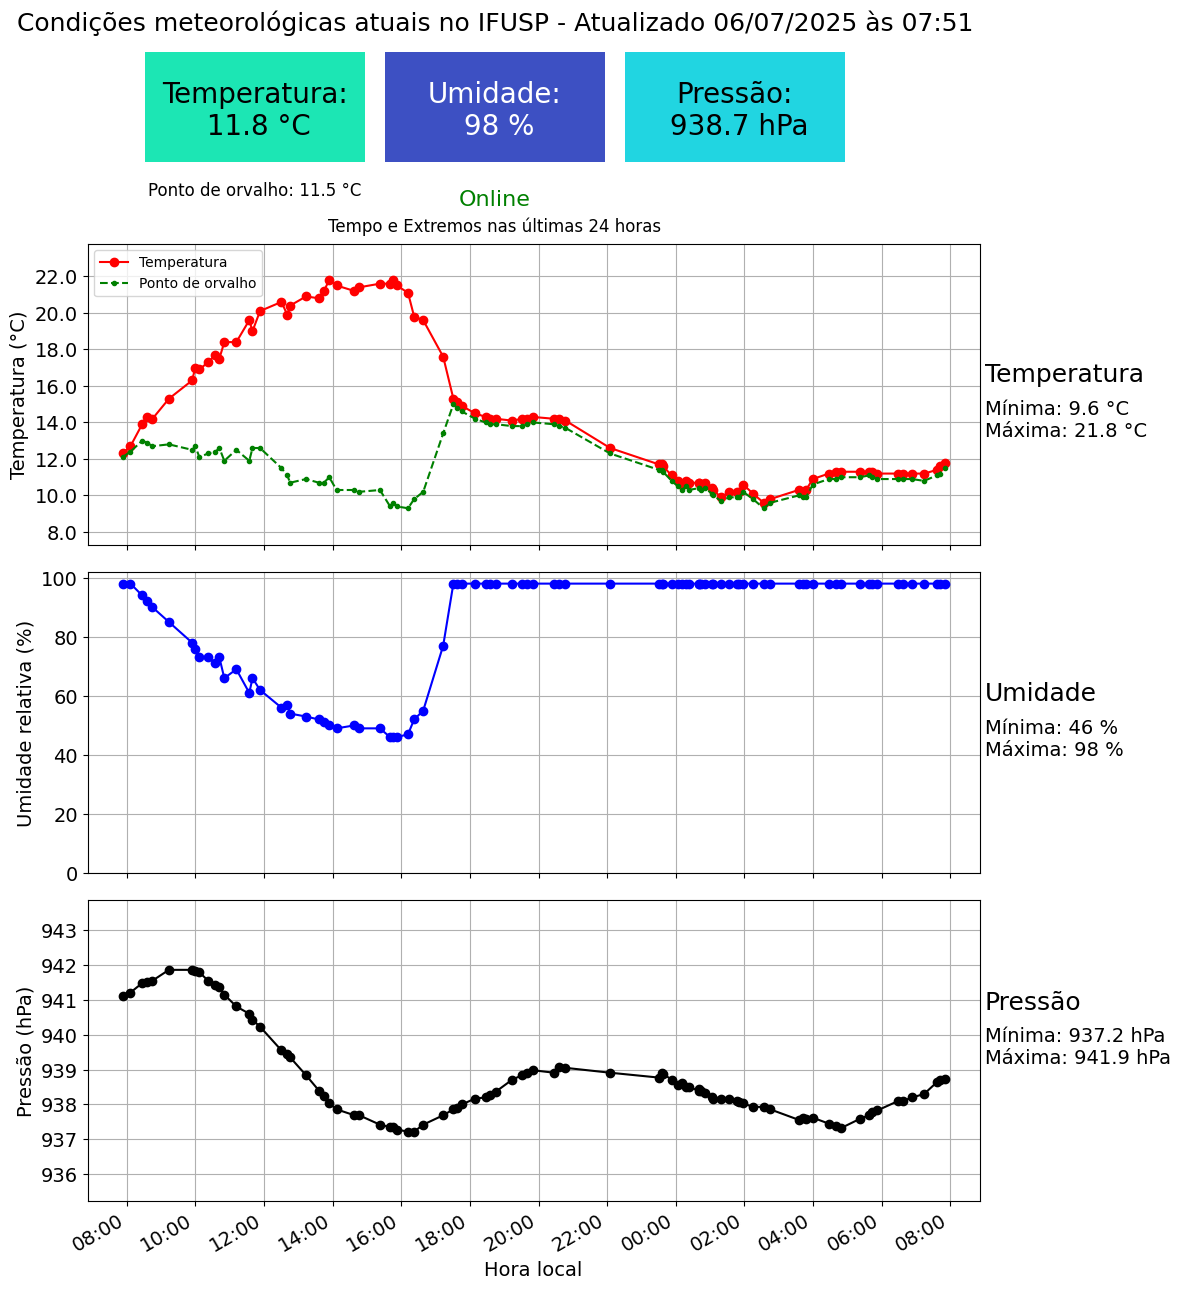 Condições meteorológicas atuais no IFUSP - Atualizado 06/07/2025 às 07:51
Temperatura:
11.8 °C
Umidade:
98 %
Pressão:
938.7 hPa
Ponto de orvalho: 11.5 °C
Online
Tempo e Extremos nas últimas 24 horas
Temperatura
Ponto de orvalho
22.0
20.0
18.0
16.0
14.0
12.0
10.0
8.0
Temperatura (°C)
Temperatura
Mínima: 9.6 °C
Máxima: 21.8 °C
100
80
60
40
20
0
Umidade relativa (%)
Umidade
Mínima: 46 %
Máxima: 98 %
943
942
941
940
939
938
937
936
Pressão (hPa)
Pressão
Mínima: 937.2 hPa
Máxima: 941.9 hPa
08:00 10:00 12:00 14:00 16:00 18:00 20:00 22:00 00:00 02:00 04:00 06:00 08:00
Hora local